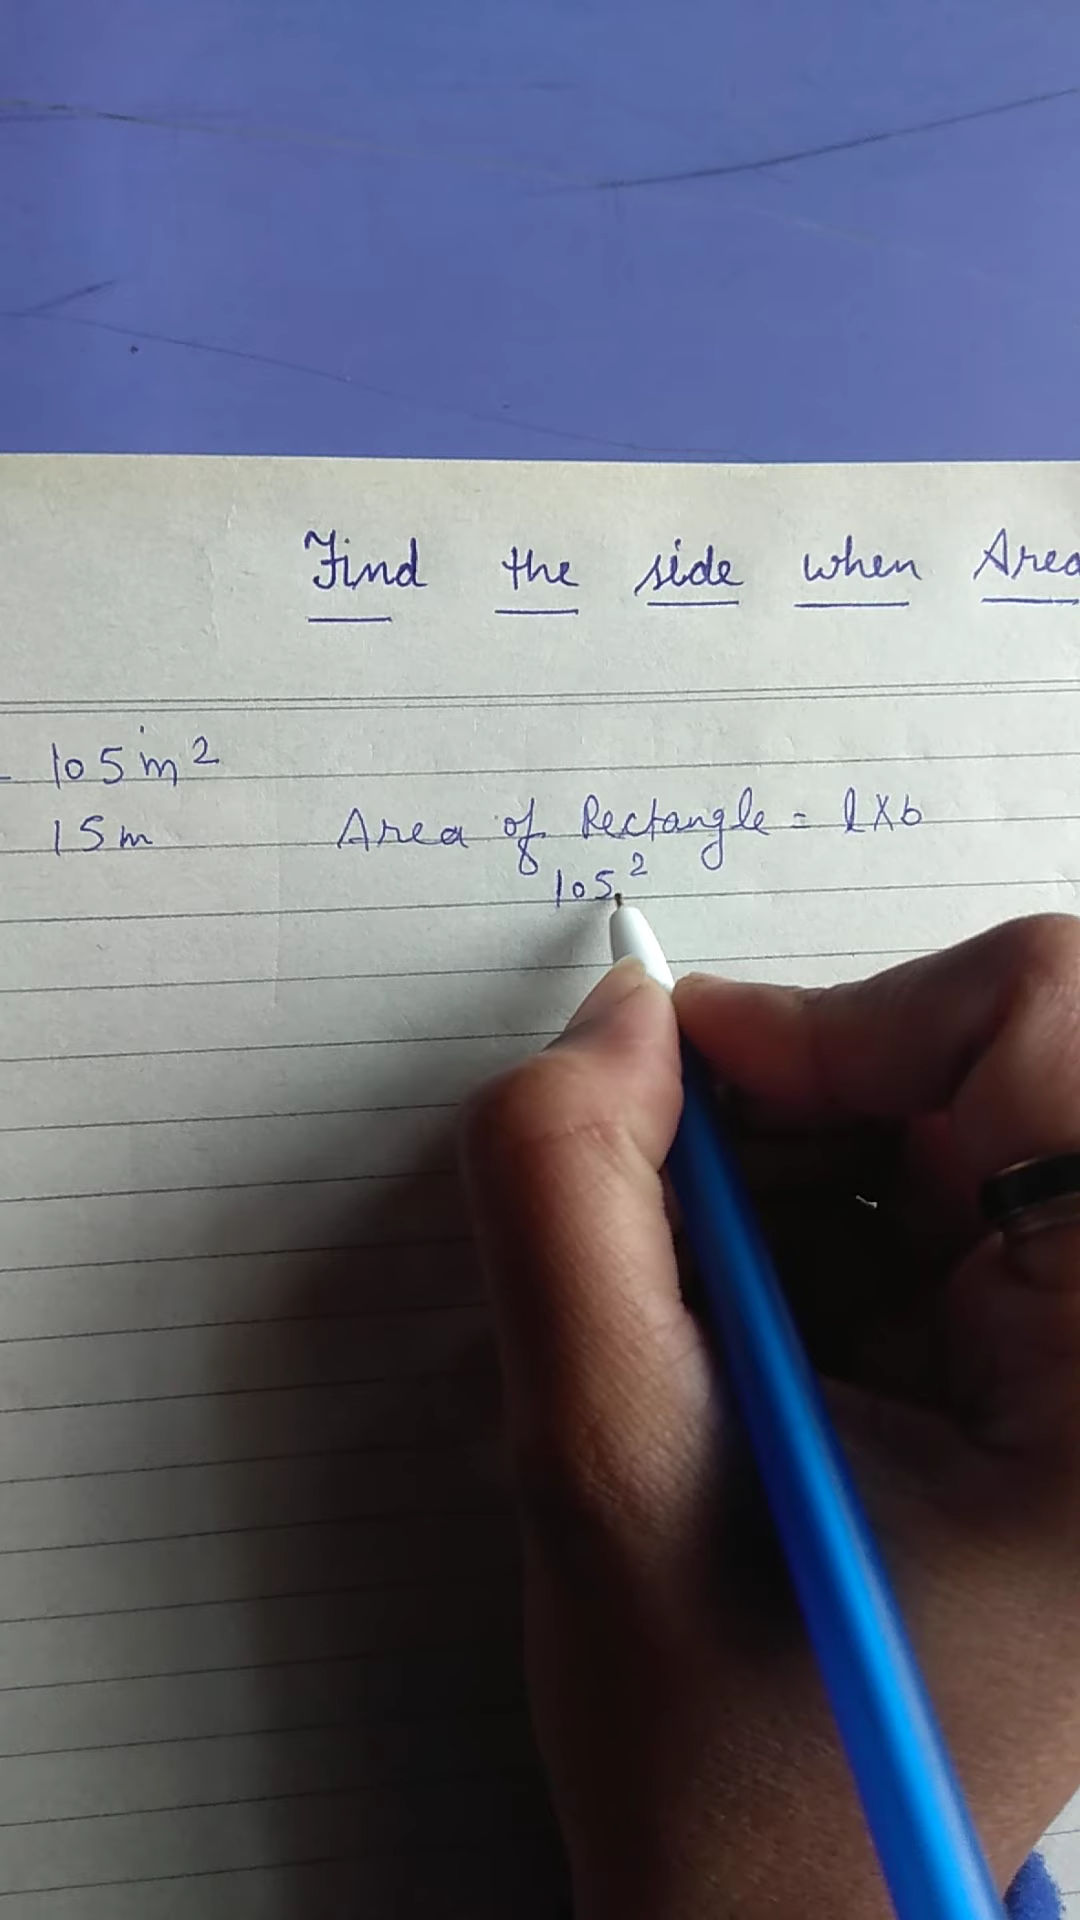 Find the side when Area
- 105 m²
15 m
Area of Rectangle = l X b
105 ²